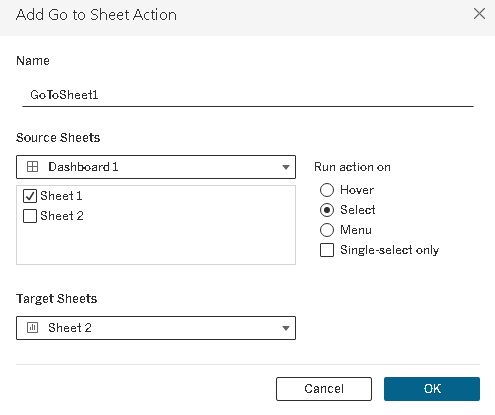 Add Go to Sheet Action
Name
GoToSheet1
Source Sheets
Dashboard 1
Sheet 1
Sheet 2
Run action on
Hover
Select
Menu
Single-select only
Target Sheets
Sheet 2
Cancel
OK